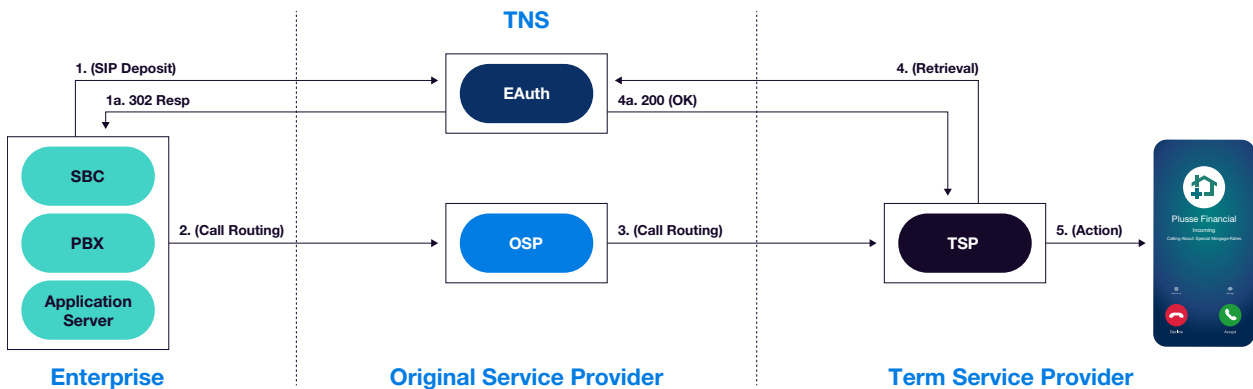 TNS
1. (SIP Deposit)
4. (Retrieval)
EAuth
1a. 302 Resp
4a. 200 (OK)
SBC
PBX
Application
Server
2. (Call Routing)
OSP
3. (Call Routing)
TSP
5. (Action)
Plusse Financial
Incoming
Calling About: Special Morgage Rates
Decline
Accept
Enterprise
Original Service Provider
Term Service Provider